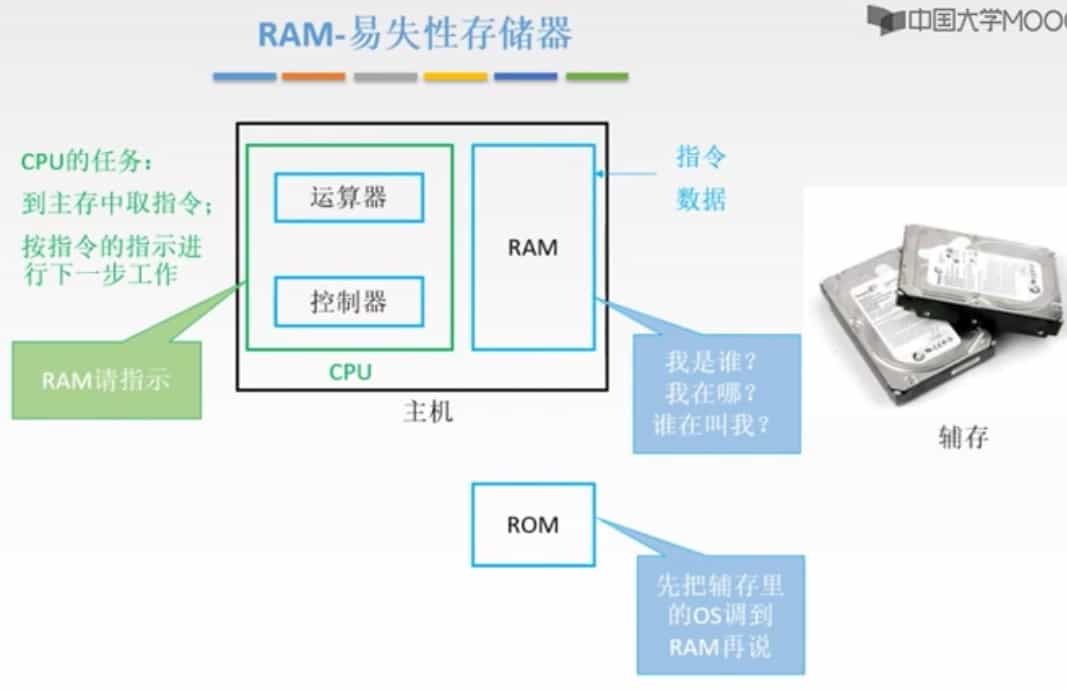 RAM-易失性存储器
中国大学MOO
CPU的任务：
到主存中取指令；
按指令的指示进
行下一步工作
运算器
控制器
CPU
RAM
主机
指令
数据
RAM请指示
我是谁？
我在哪？
谁在叫我？
辅存
ROM
先把辅存里
的OS调到
RAM再说